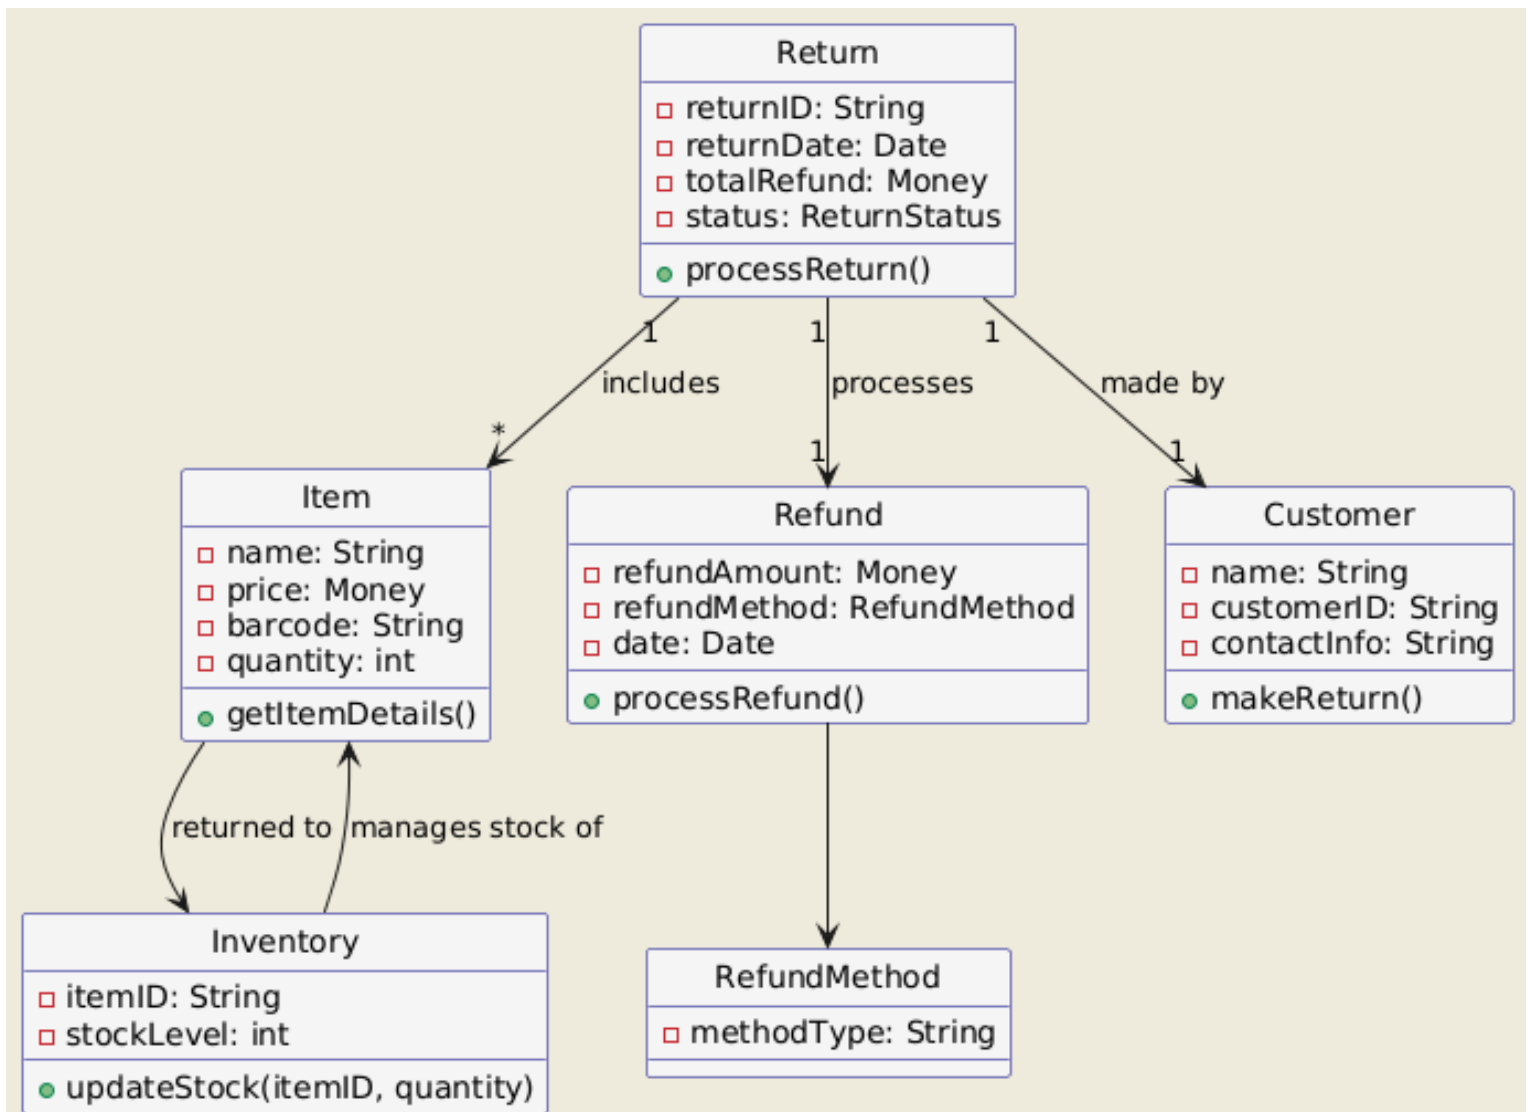 Return
returnID: String
returnDate: Date
totalRefund: Money
status: ReturnStatus
processReturn()
1
1
1
includes
processes
made by
*
1
1
Item
name: String
price: Money
barcode: String
quantity: int
getItemDetails()
Refund
refundAmount: Money
refundMethod: RefundMethod
date: Date
processRefund()
Customer
name: String
customerID: String
contactInfo: String
makeReturn()
returned to
manages stock of
Inventory
itemID: String
stockLevel: int
updateStock(itemID, quantity)
RefundMethod
methodType: String